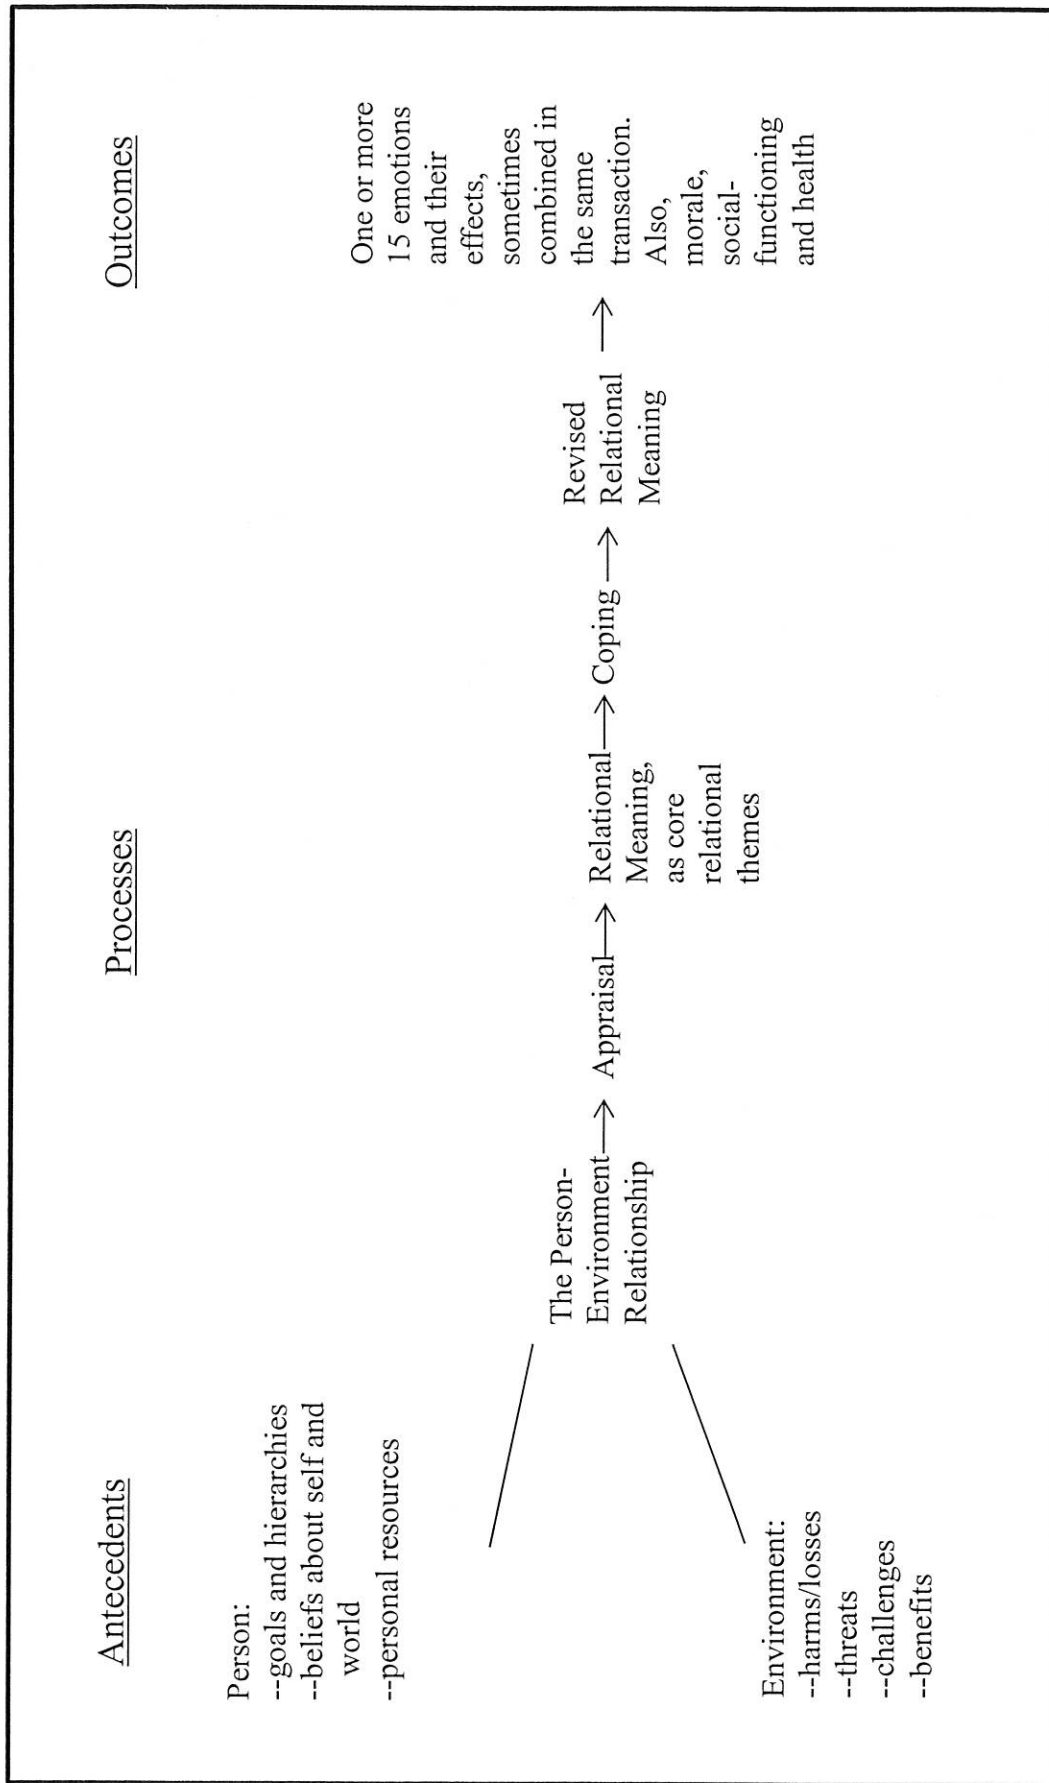 Antecedents
Processes
Outcomes
Person:
--goals and hierarchies
--beliefs about self and
world
--personal resources
Environment:
--harms/losses
--threats
--challenges
--benefits
The Person-
Environment
Relationship
Appraisal
Relational
Meaning,
as core
relational
themes
Coping
Revised
Relational
Meaning
One or more
15 emotions
and their
effects,
sometimes
combined in
the same
transaction.
Also,
morale,
social-
functioning
and health